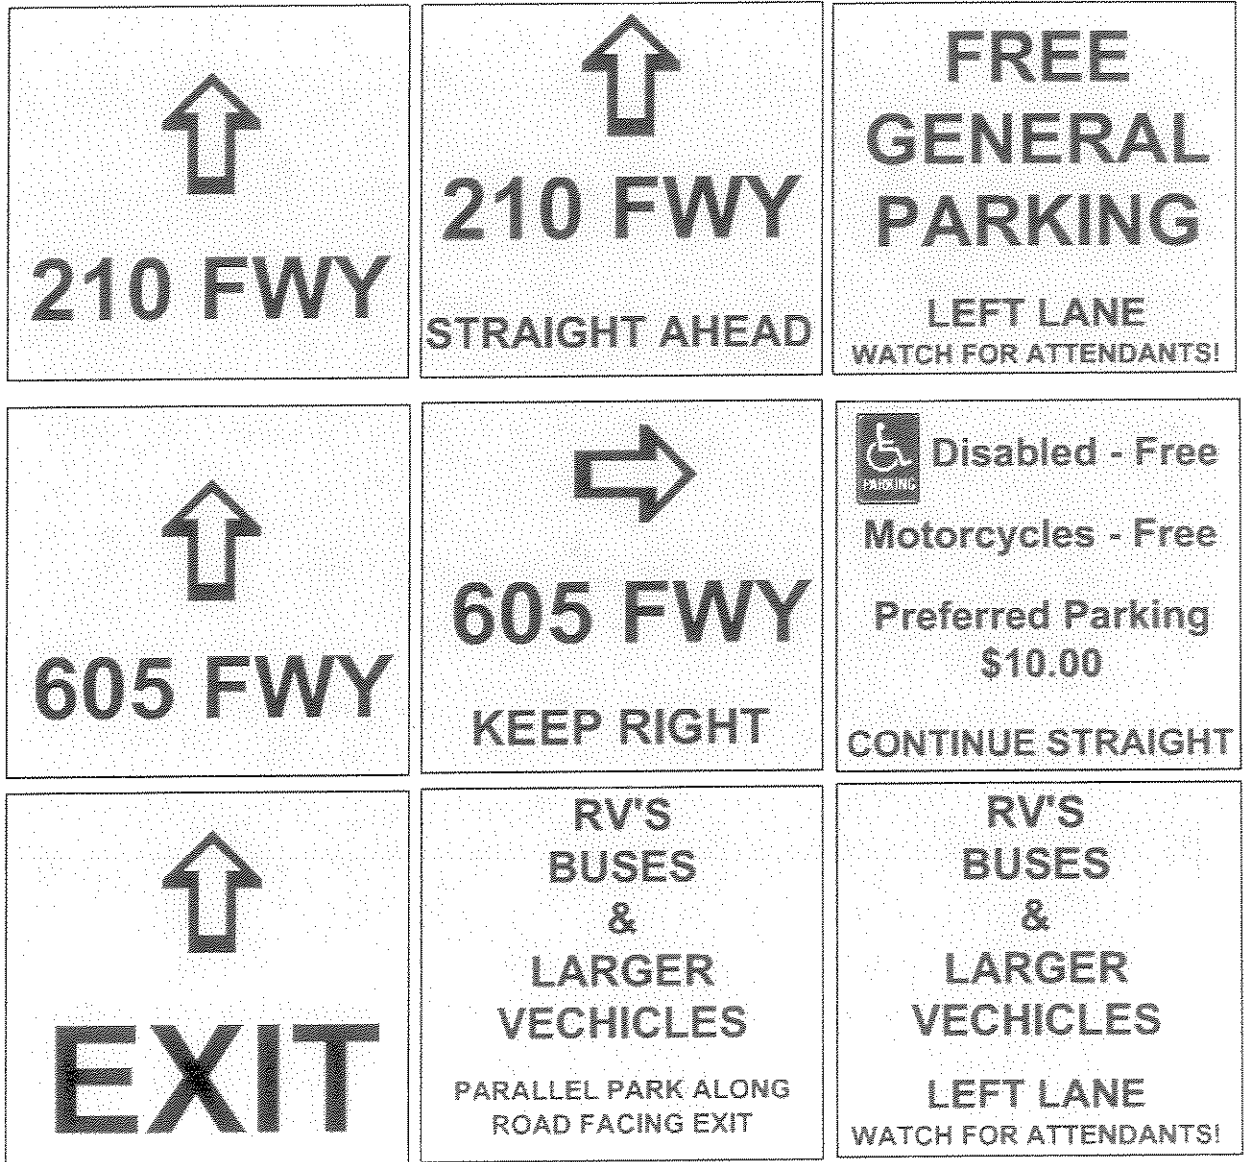 210 FWY
210 FWY
STRAIGHT AHEAD
FREE
GENERAL
PARKING
LEFT LANE
WATCH FOR ATTENDANTS!
605 FWY
605 FWY
KEEP RIGHT
PARKING
Disabled - Free
Motorcycles - Free
Preferred Parking
$10.00
CONTINUE STRAIGHT
EXIT
RV'S
BUSES
&
LARGER
VECHICLES
PARALLEL PARK ALONG
ROAD FACING EXIT
RV'S
BUSES
&
LARGER
VECHICLES
LEFT LANE
WATCH FOR ATTENDANTS!